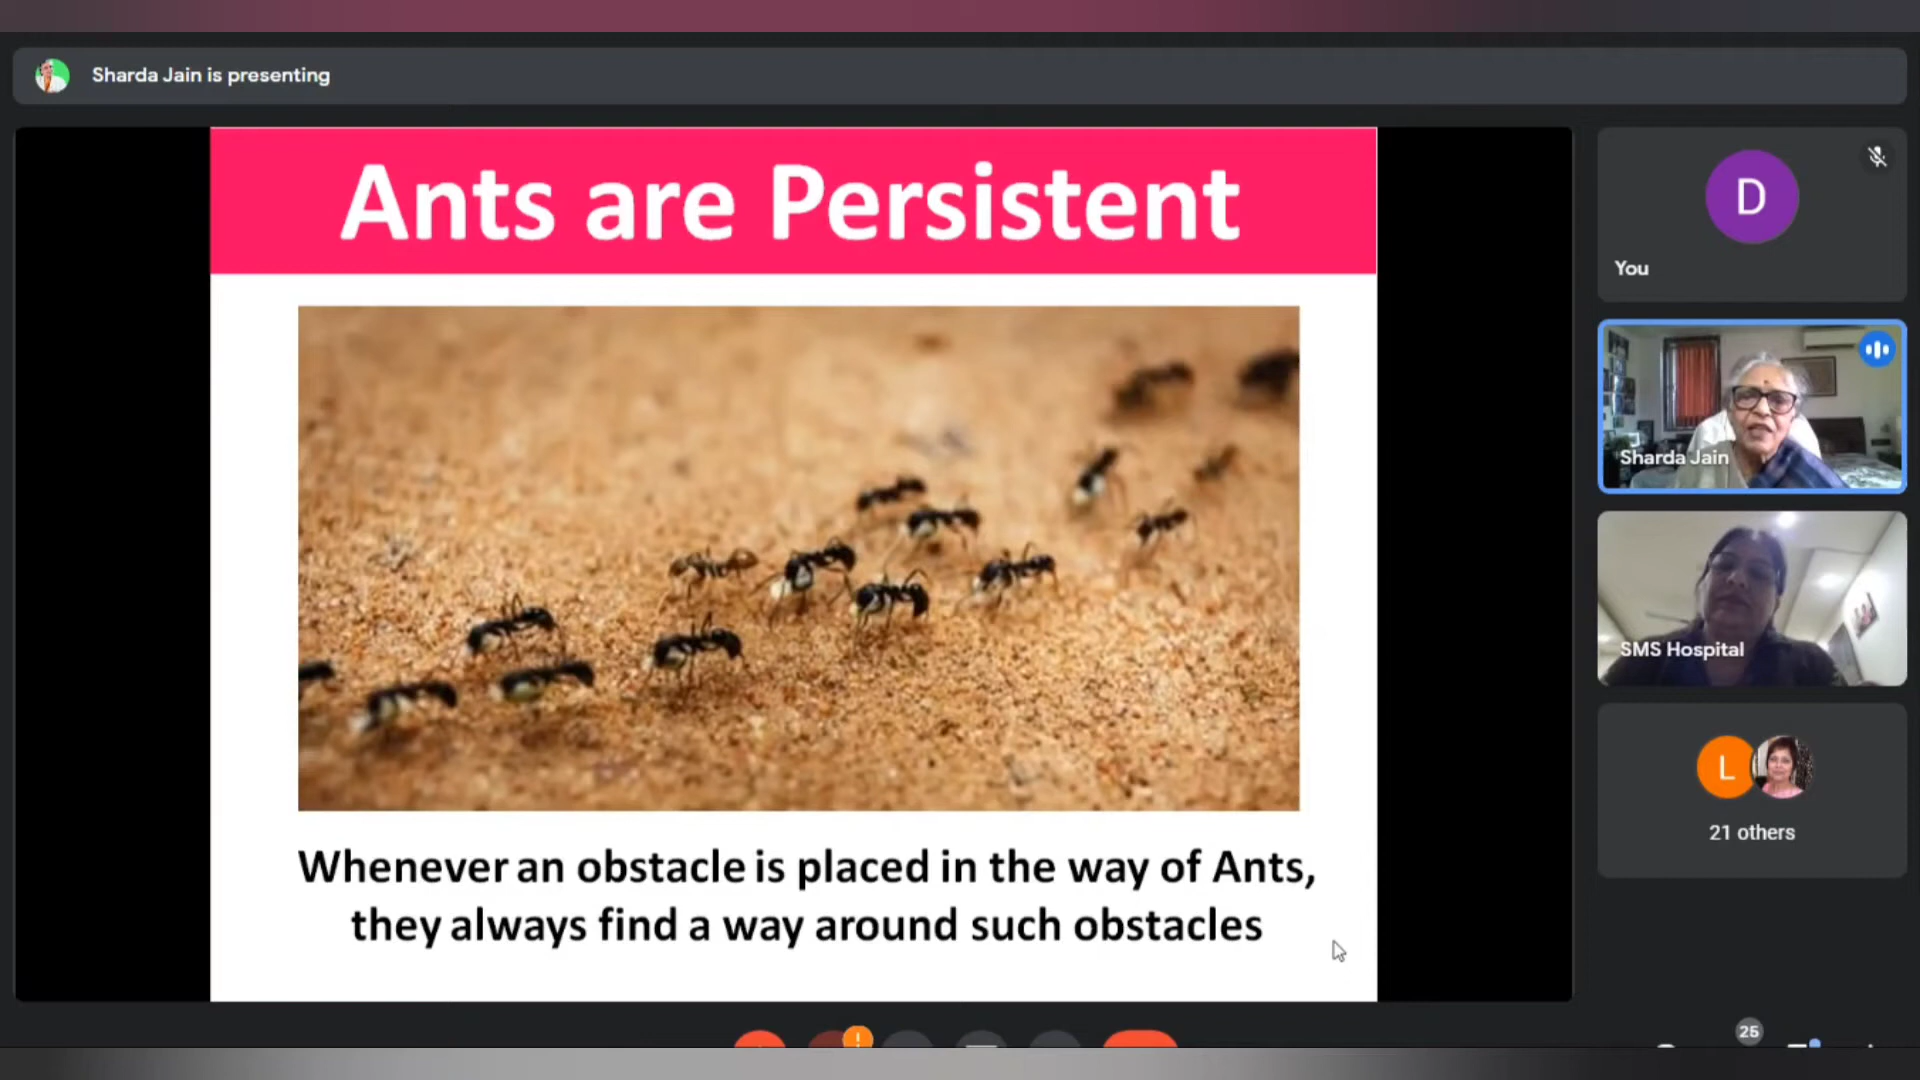 Sharda Jain is presenting
Ants are Persistent
Whenever an obstacle is placed in the way of Ants,
they always find a way around such obstacles
D
You
Sharda Jain
SMS Hospital
L
21 others
!
25